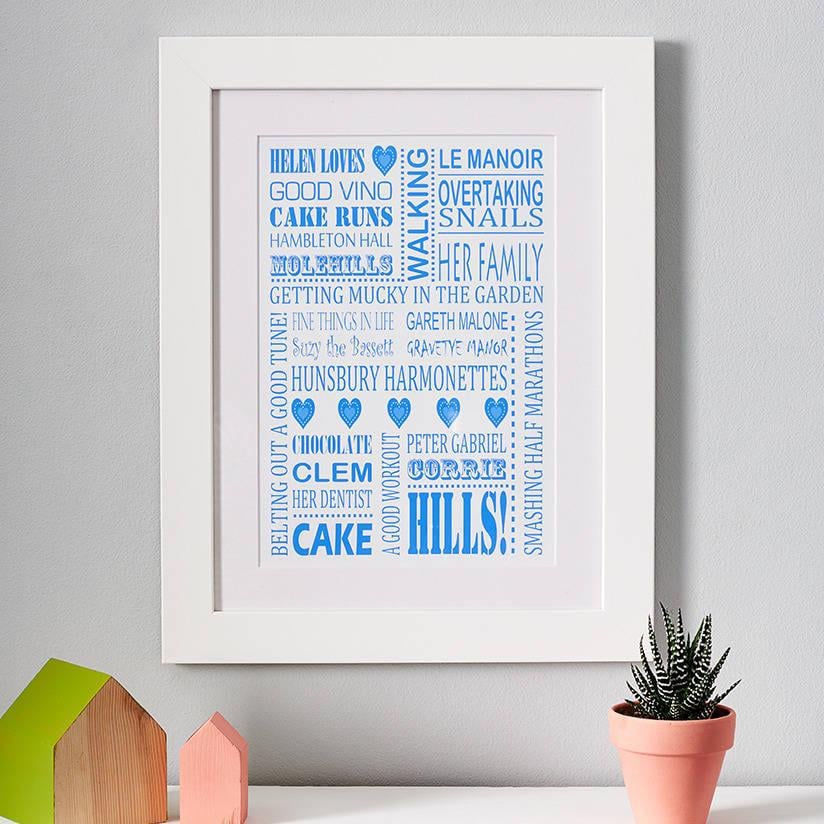 HELEN LOVES
GOOD VINO
CAKE RUNS
HAMBLETON HALL
MOLEHILLS
WALKING
LE MANOIR
OVERTAKING
SNAILS
HER FAMILY
GETTING MUCKY IN THE GARDEN
BELTING OUT A GOOD TUNE!
FINE THINGS IN LIFE
GARETH MALONE
Suzy the Bassett
GRAVETYE MANOR
HUNSBURY HARMONETTES
CHOCOLATE
CLEM
HER DENTIST
CAKE
A GOOD WORKOUT
PETER GABRIEL
CORRIE
HILLS!
SMASHING HALF MARATHONS